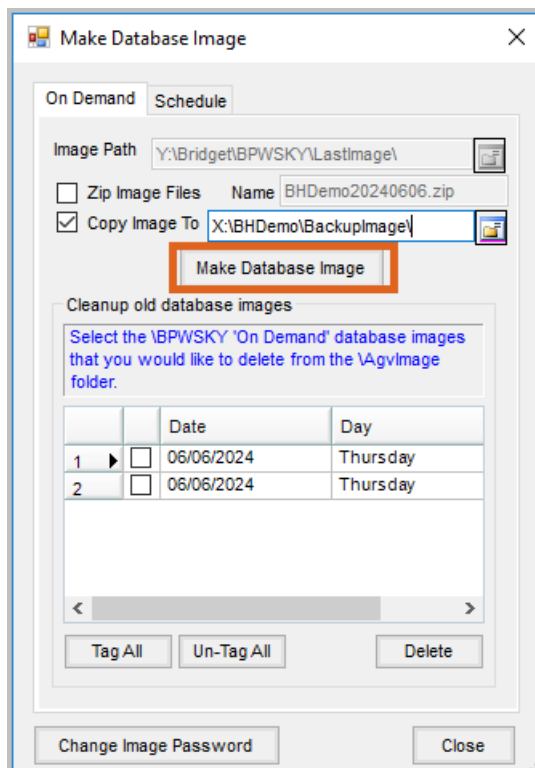 Make Database Image
On Demand Schedule
Image Path Y:\Bridget\BPWSKY\LastImage\
Zip Image Files Name BHDemo20240606.zip
Copy Image To X:\BHDemo\BackupImage\
Make Database Image
Cleanup old database images
Select the \BPWSKY 'On Demand' database images
that you would like to delete from the \AgvImage
folder.
Date Day
1 06/06/2024 Thursday
2 06/06/2024 Thursday
Tag All Un-Tag All Delete
Change Image Password Close